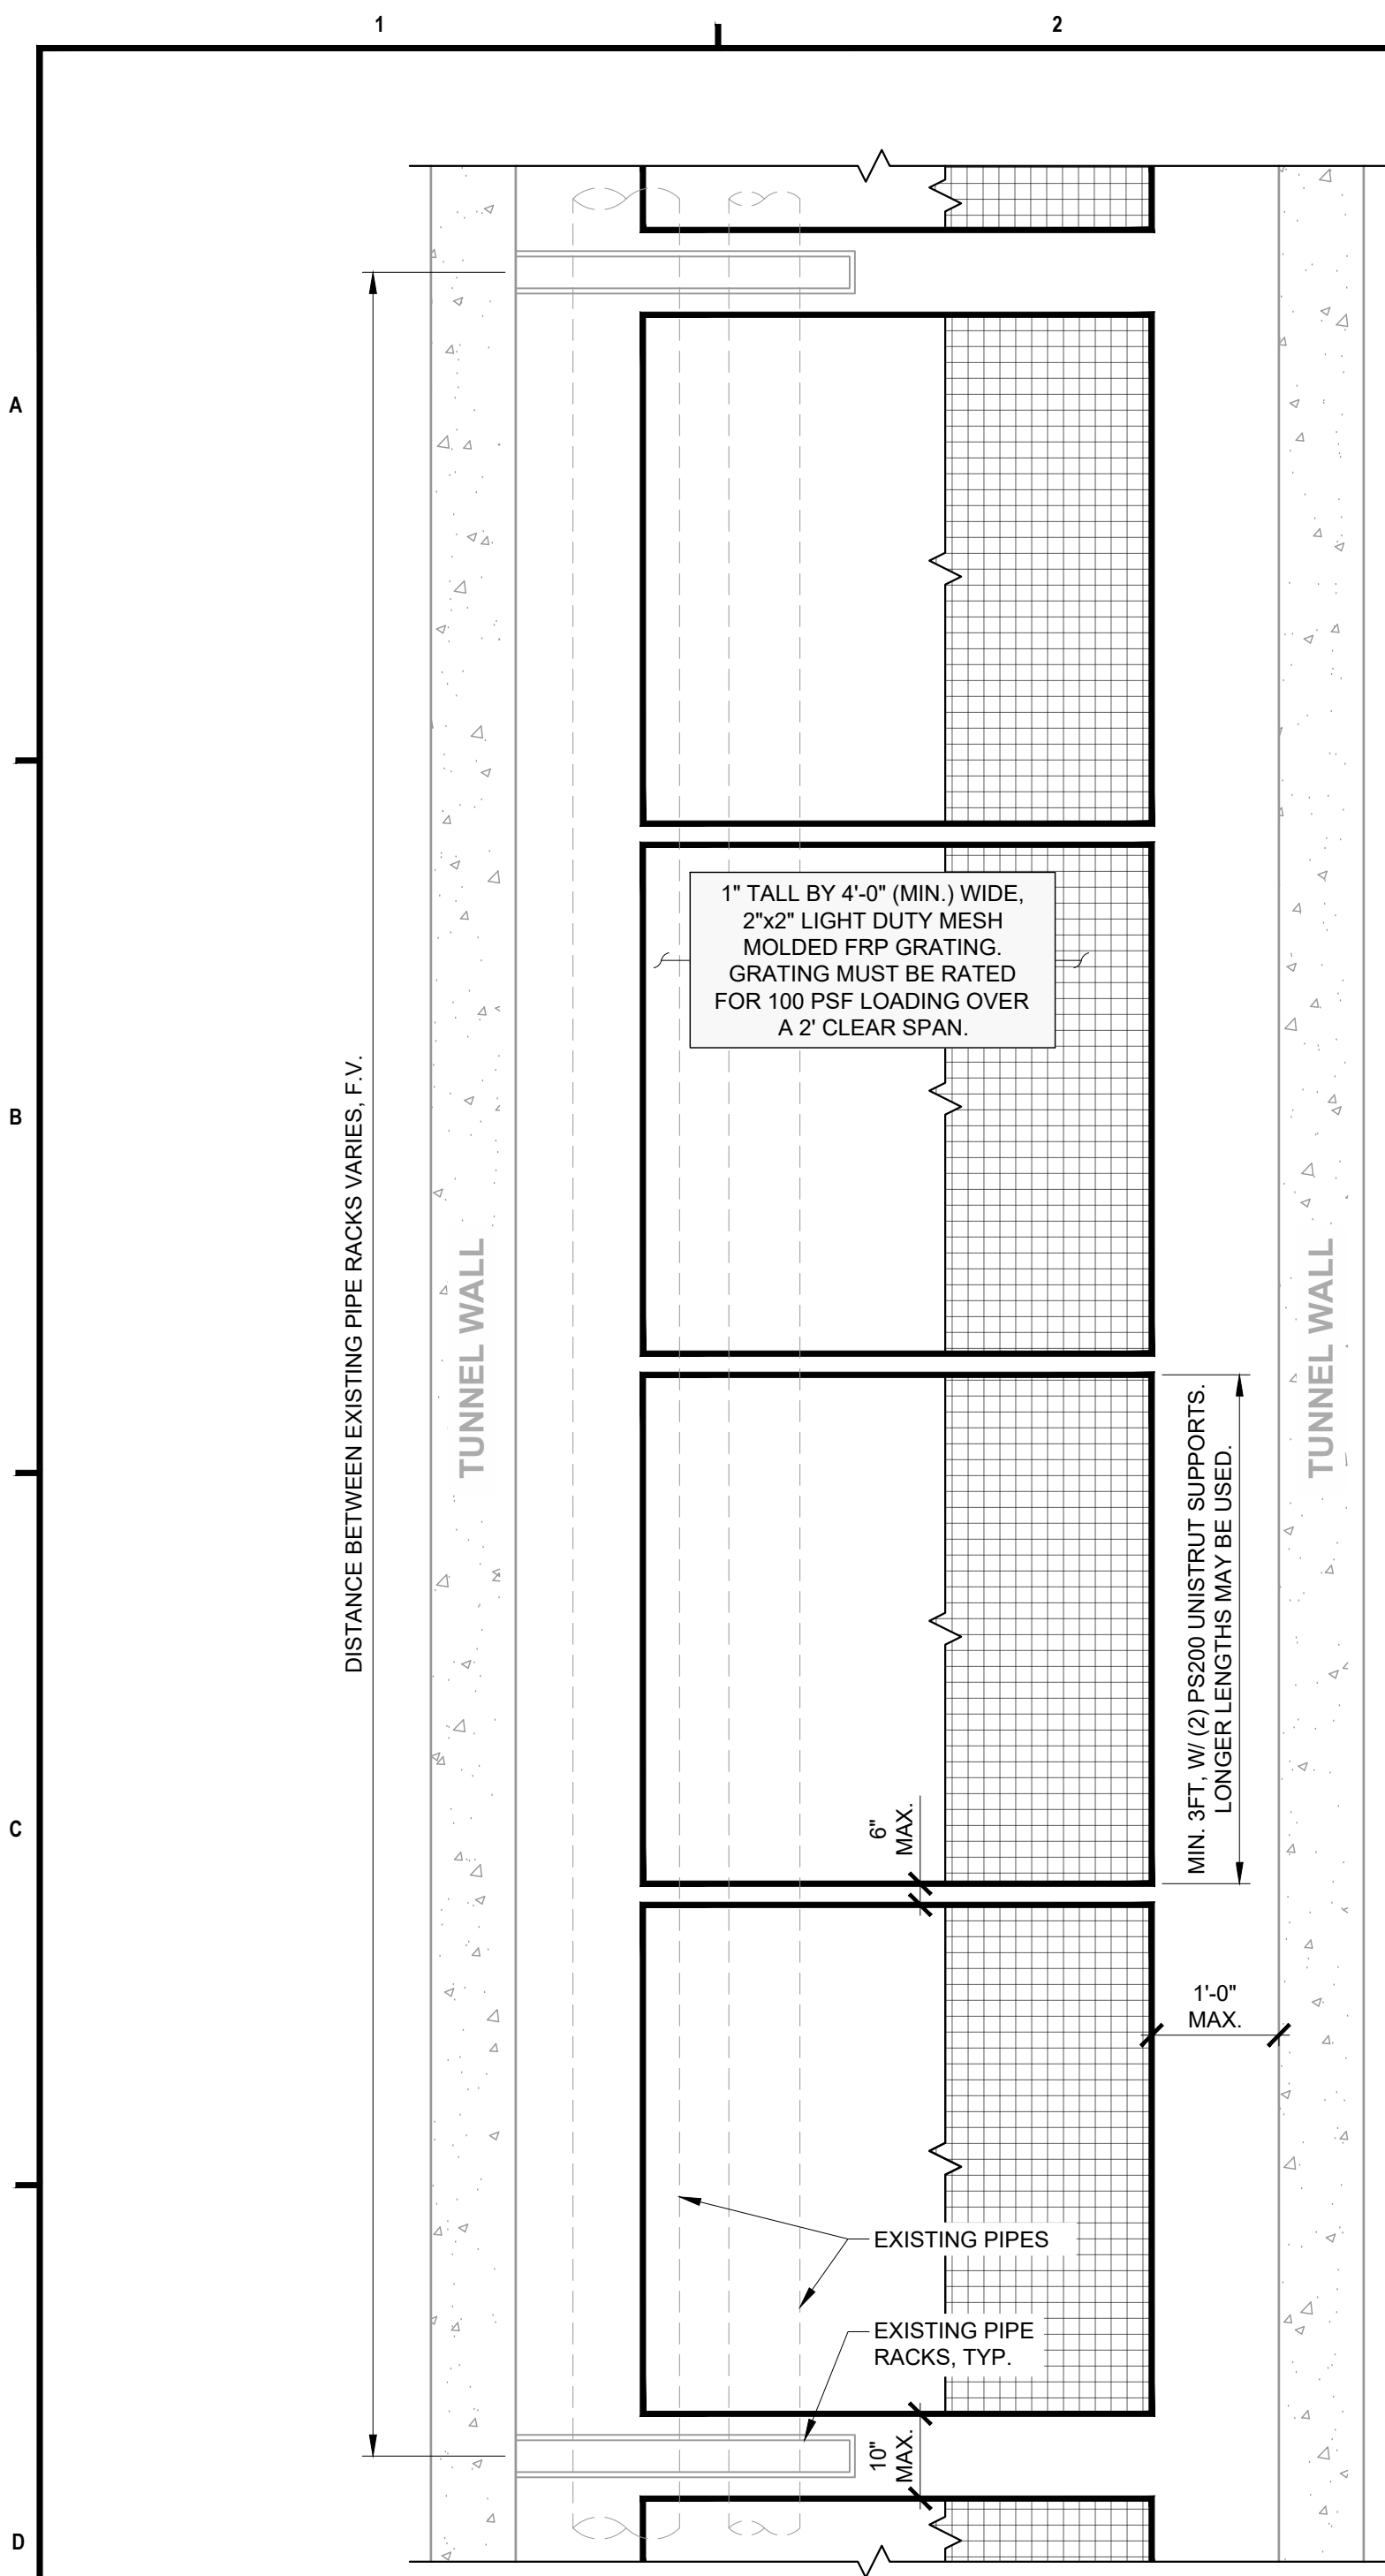 1
2
A
B
C
D
DISTANCE BETWEEN EXISTING PIPE RACKS VARIES, F.V.
TUNNEL WALL
1" TALL BY 4'-0" (MIN.) WIDE,
2"x2" LIGHT DUTY MESH
MOLDED FRP GRATING.
GRATING MUST BE RATED
FOR 100 PSF LOADING OVER
A 2' CLEAR SPAN.
TUNNEL WALL
MIN. 3FT, W/ (2) PS200 UNISTRUT SUPPORTS.
LONGER LENGTHS MAY BE USED.
6"
MAX.
1'-0"
MAX.
EXISTING PIPES
EXISTING PIPE
RACKS, TYP.
10"
MAX.